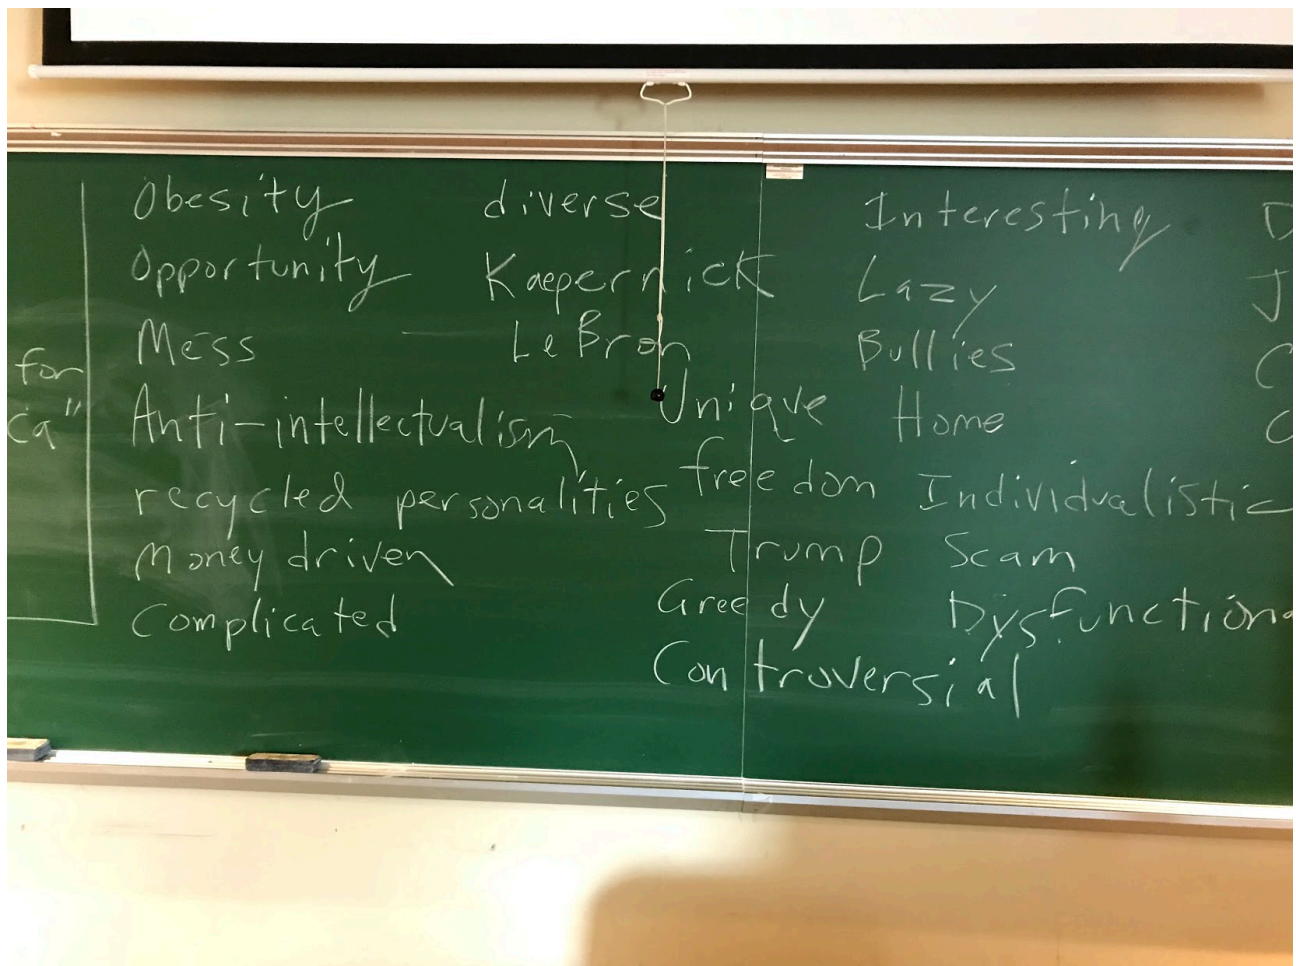 for
ca"
Obesity
Opportunity
Mess
Anti-intellectualism
recycled personalities
Money driven
Complicated
diverse
Kaepernick
LeBron
Unique
freedom
Trump
Greedy
Controversial
Interesting
Lazy
Bullies
Home
Individualistic
Scam
Dysfunctiona
D
J
C